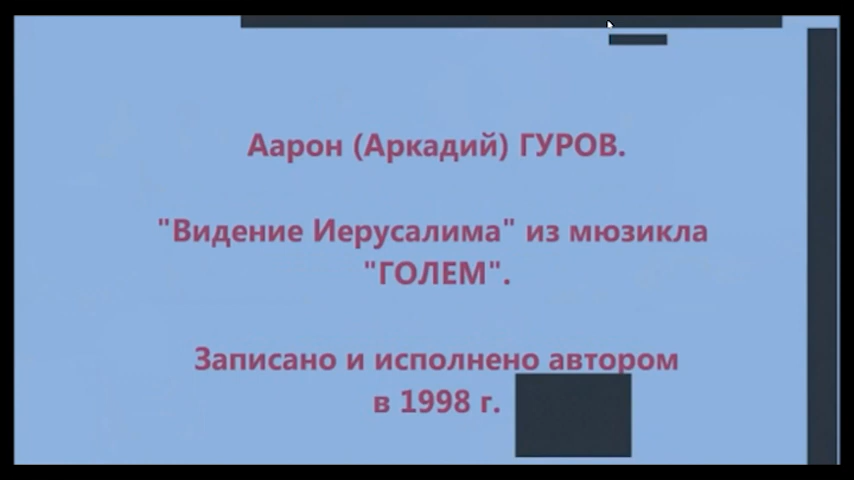 Аарон (Аркадий) ГУРОВ.
"Видение Иерусалима" из мюзикла
"ГОЛЕМ".
Записано и исполнено автором
в 1998 г.